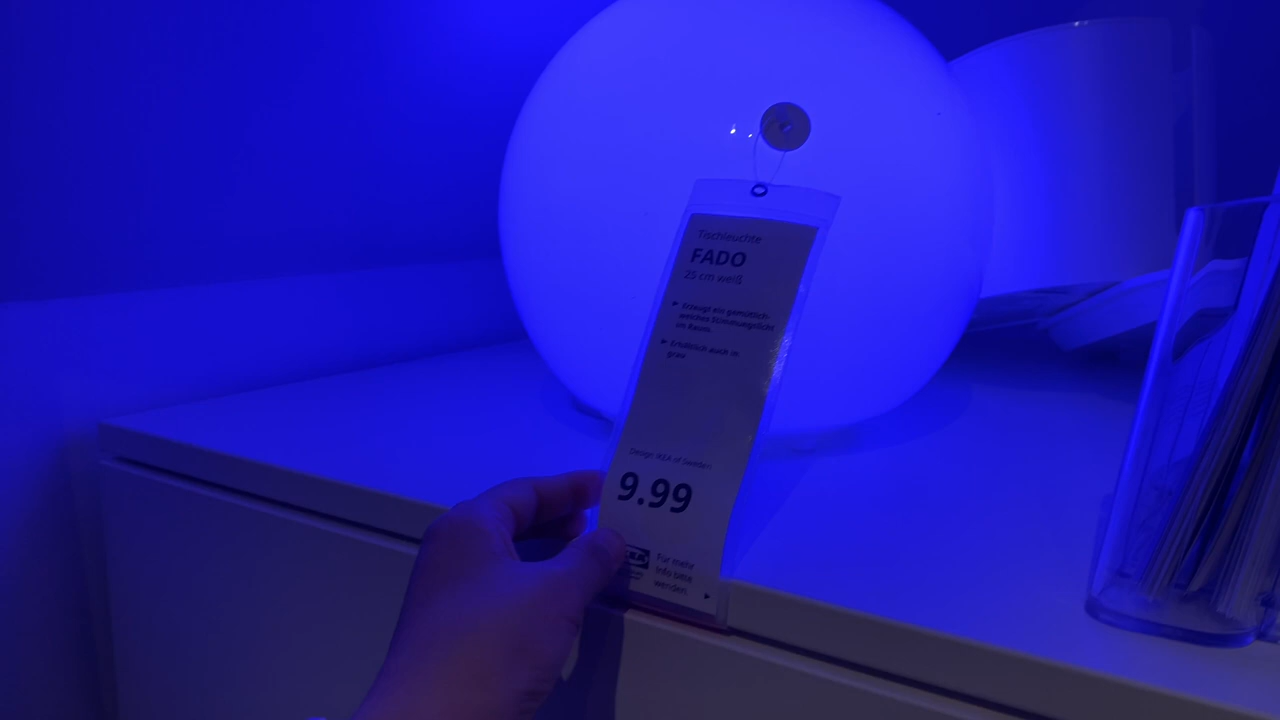 Tischleuchte
FADO
25 cm weiß
Erzeugt ein gemütlich-
weiches Stimmungslicht
im Raum.
Erhältlich auch in
grau
Design: IKEA of Sweden
9.99
Für mehr
Info bitte
wenden.